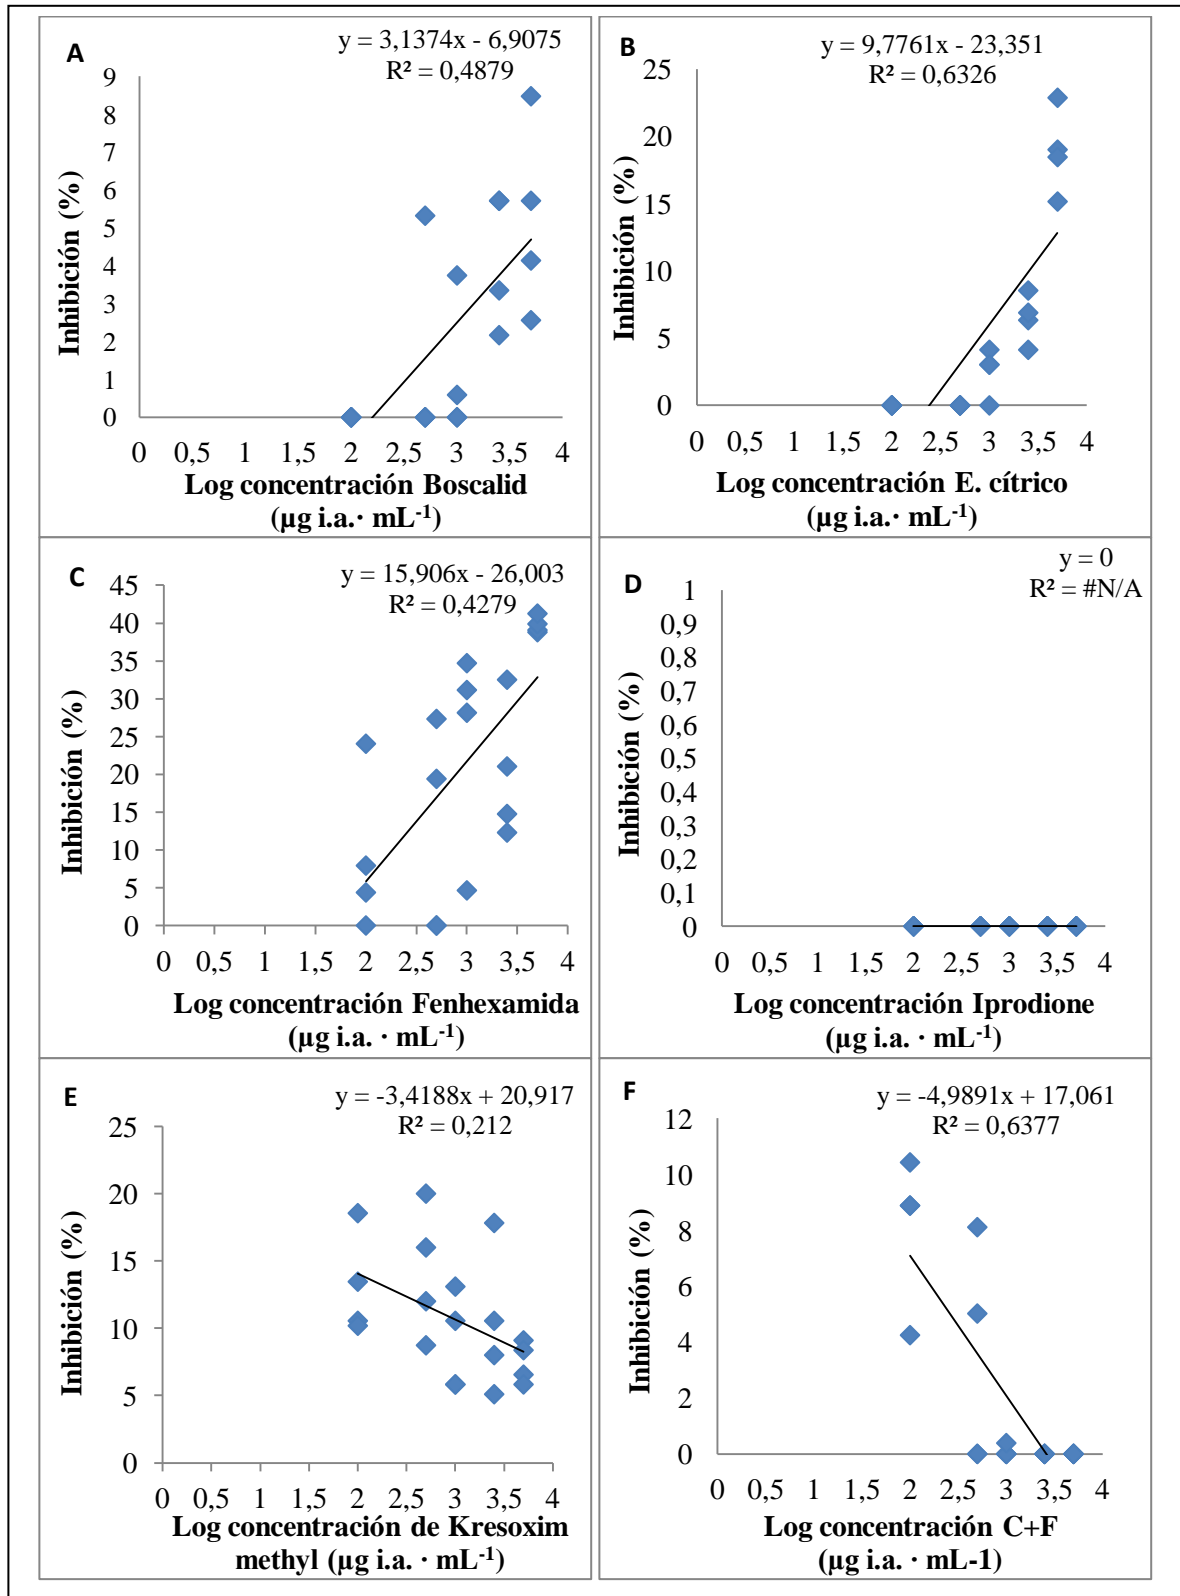 A
y = 3,1374x - 6,9075
R² = 0,4879
Inhibición (%)
9
8
7
6
5
4
3
2
1
0
0 0,5 1 1,5 2 2,5 3 3,5 4
Log concentración Boscalid
(µg i.a.· mL-1)
B
y = 9,7761x - 23,351
R² = 0,6326
Inhibición (%)
25
20
15
10
5
0
0 0,5 1 1,5 2 2,5 3 3,5 4
Log concentración E. cítrico
(µg i.a.· mL-1)
C
y = 15,906x - 26,003
R² = 0,4279
Inhibición (%)
45
40
35
30
25
20
15
10
5
0
0 0,5 1 1,5 2 2,5 3 3,5 4
Log concentración Fenhexamida
(µg i.a. · mL-1)
D
y = 0
R² = #N/A
Inhibición (%)
1
0,9
0,8
0,7
0,6
0,5
0,4
0,3
0,2
0,1
0
0 0,5 1 1,5 2 2,5 3 3,5 4
Log concentración Iprodione
(µg i.a. · mL-1)
E
y = -3,4188x + 20,917
R² = 0,212
Inhibición (%)
25
20
15
10
5
0
0 0,5 1 1,5 2 2,5 3 3,5 4
Log concentración de Kresoxim
methyl (µg i.a. · mL-1)
F
y = -4,9891x + 17,061
R² = 0,6377
Inhibición (%)
12
10
8
6
4
2
0
0 0,5 1 1,5 2 2,5 3 3,5 4
Log concentración C+F
(µg i.a. · mL-1)